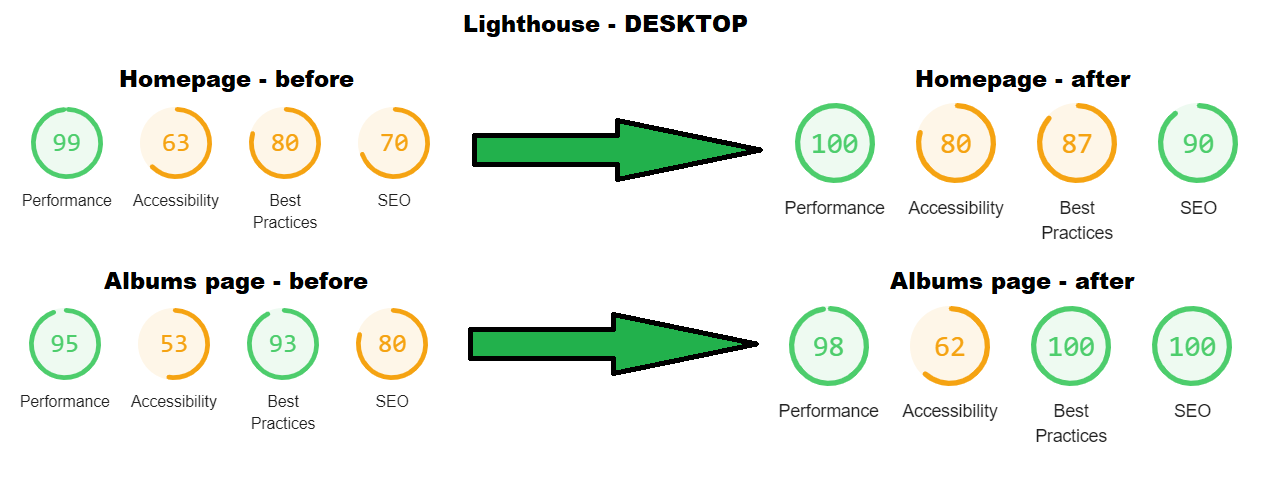 Lighthouse - DESKTOP
Homepage - before
Homepage - after
99 63 80 70
100 80 87 90
Performance Accessibility Best Practices SEO
Performance Accessibility Best Practices SEO
Albums page - before
Albums page - after
95 53 93 80
98 62 100 100
Performance Accessibility Best Practices SEO
Performance Accessibility Best Practices SEO